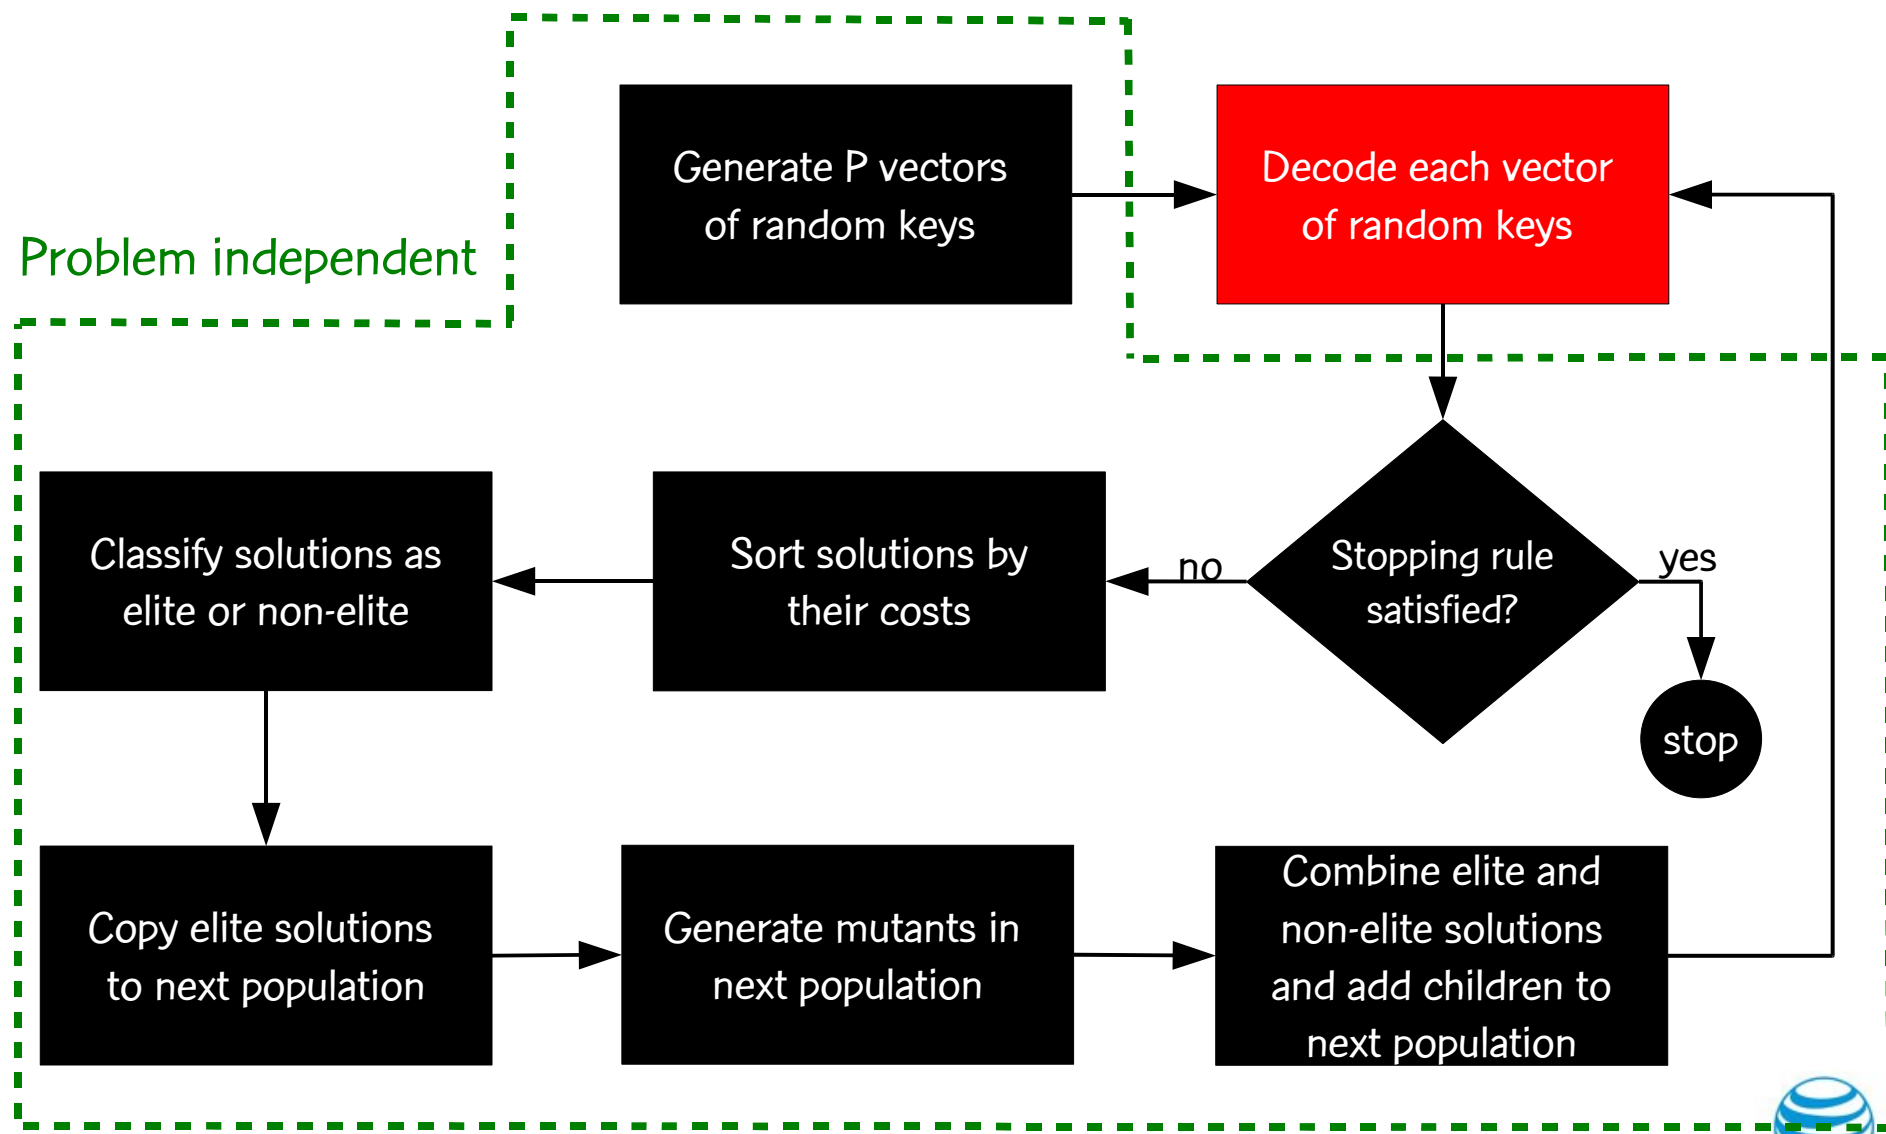 Generate P vectors
of random keys
Decode each vector
of random keys
Problem independent
Classify solutions as
elite or non-elite
Sort solutions by
their costs
no
Stopping rule
satisfied?
yes
stop
Copy elite solutions
to next population
Generate mutants in
next population
Combine elite and
non-elite solutions
and add children to
next population